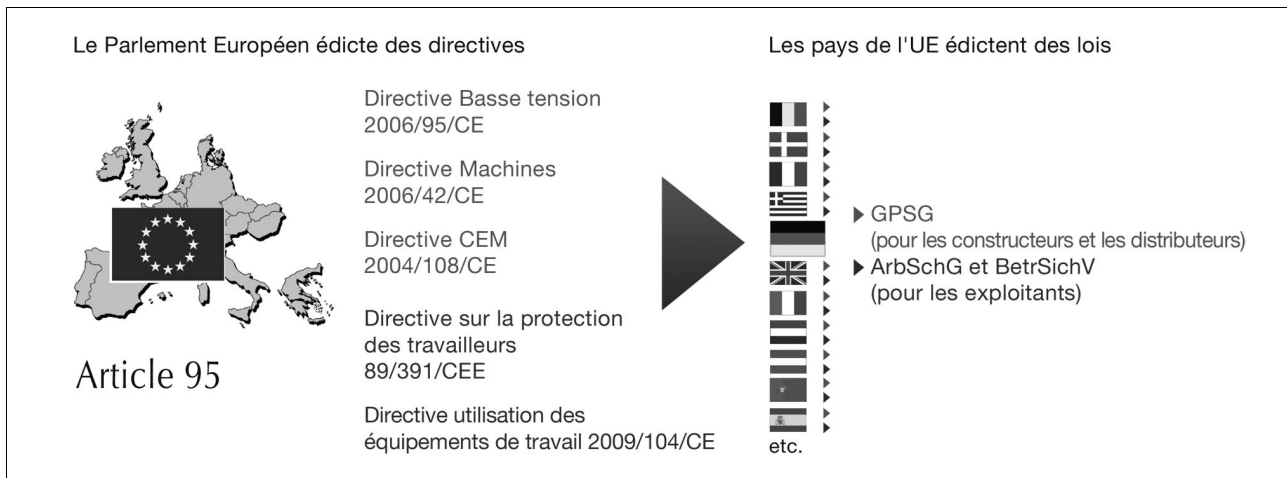 Le Parlement Européen édicte des directives
Directive Basse tension
2006/95/CE
Directive Machines
2006/42/CE
Directive CEM
2004/108/CE
Directive sur la protection
des travailleurs
89/391/CEE
Directive utilisation des
équipements de travail 2009/104/CE
Article 95
Les pays de l'UE édictent des lois
GPSG
(pour les constructeurs et les distributeurs)
ArbSchG et BetrSichV
(pour les exploitants)
etc.